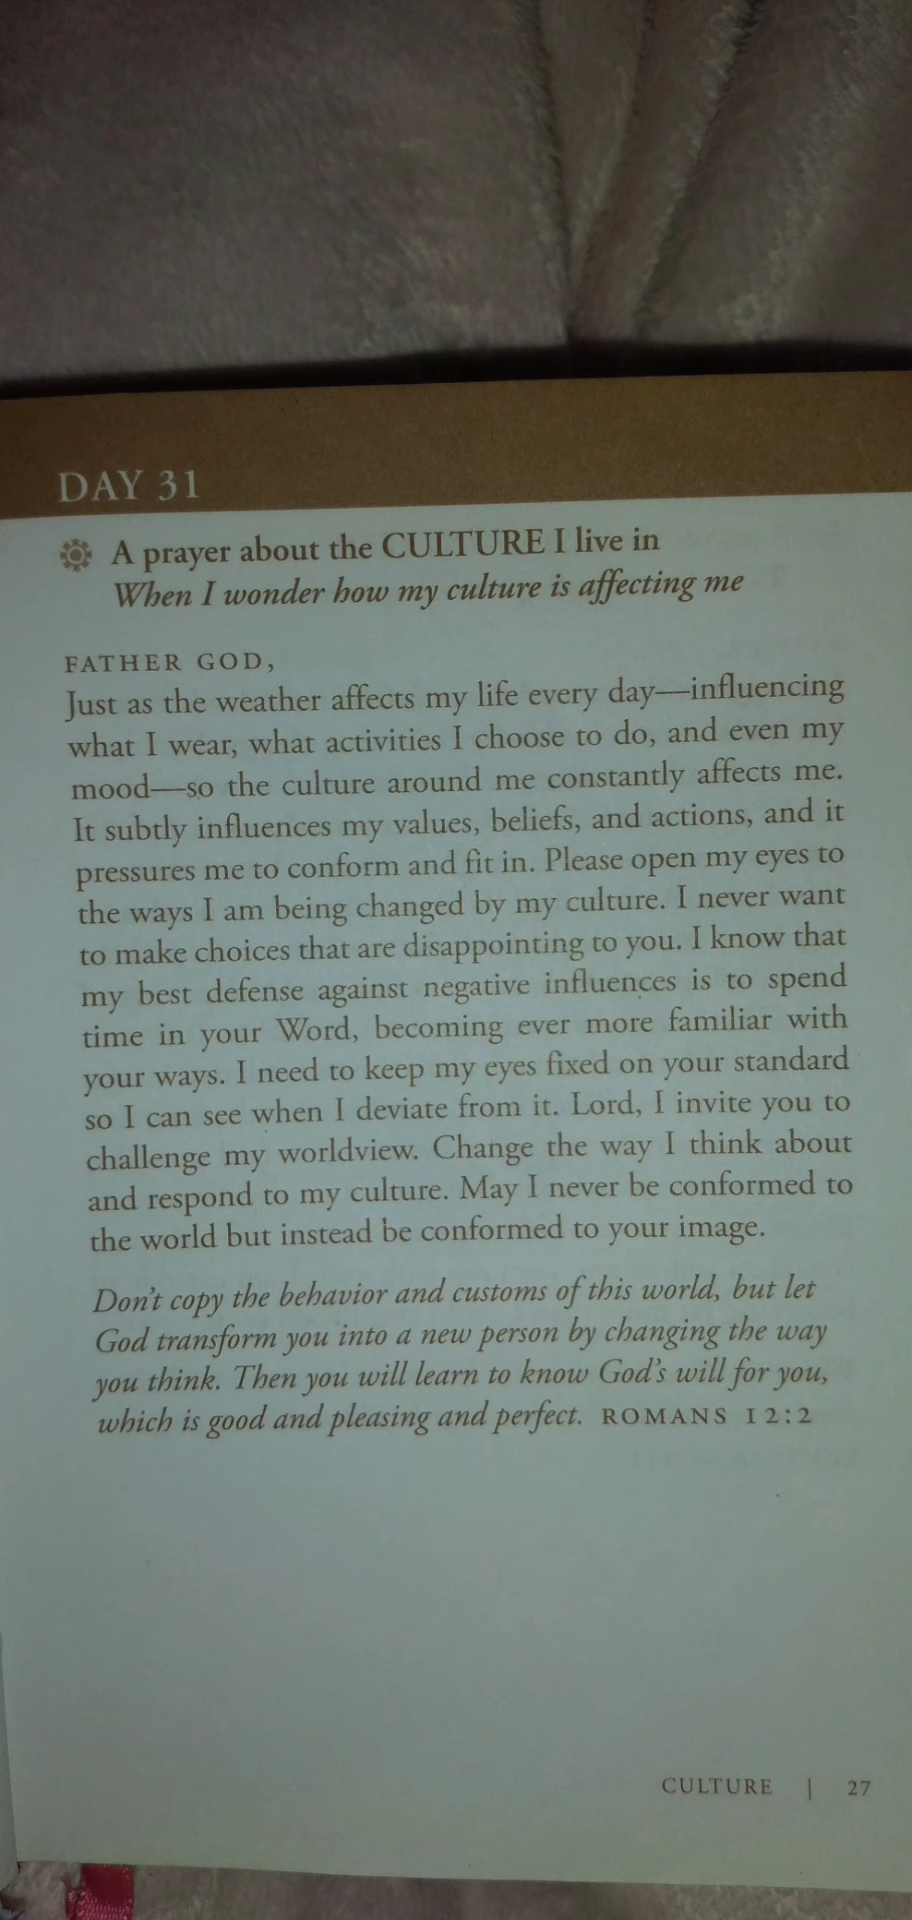 DAY 31
A prayer about the CULTURE I live in
When I wonder how my culture is affecting me
FATHER GOD,
Just as the weather affects my life every day—influencing
what I wear, what activities I choose to do, and even my
mood—so the culture around me constantly affects me.
It subtly influences my values, beliefs, and actions, and it
pressures me to conform and fit in. Please open my eyes to
the ways I am being changed by my culture. I never want
to make choices that are disappointing to you. I know that
my best defense against negative influences is to spend
time in your Word, becoming ever more familiar with
your ways. I need to keep my eyes fixed on your standard
so I can see when I deviate from it. Lord, I invite you to
challenge my worldview. Change the way I think about
and respond to my culture. May I never be conformed to
the world but instead be conformed to your image.
Don't copy the behavior and customs of this world, but let
God transform you into a new person by changing the way
you think. Then you will learn to know God's will for you,
which is good and pleasing and perfect. ROMANS 12:2
CULTURE | 27